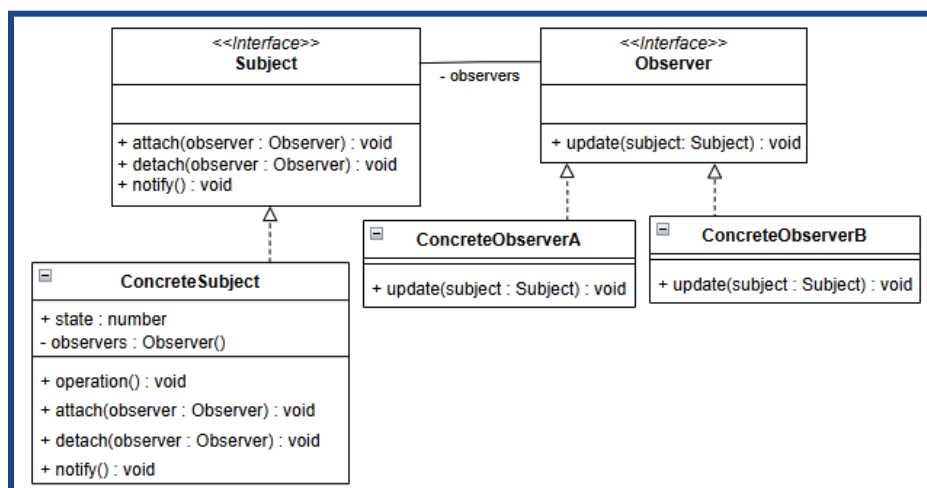 <<Interface>>
Subject
+ attach(observer : Observer) : void
+ detach(observer : Observer) : void
+ notify() : void
- observers
<<Interface>>
Observer
+ update(subject: Subject) : void
ConcreteSubject
+ state : number
- observers : Observer()
+ operation() : void
+ attach(observer : Observer) : void
+ detach(observer : Observer) : void
+ notify() : void
ConcreteObserverA
+ update(subject : Subject) : void
ConcreteObserverB
+ update(subject : Subject) : void